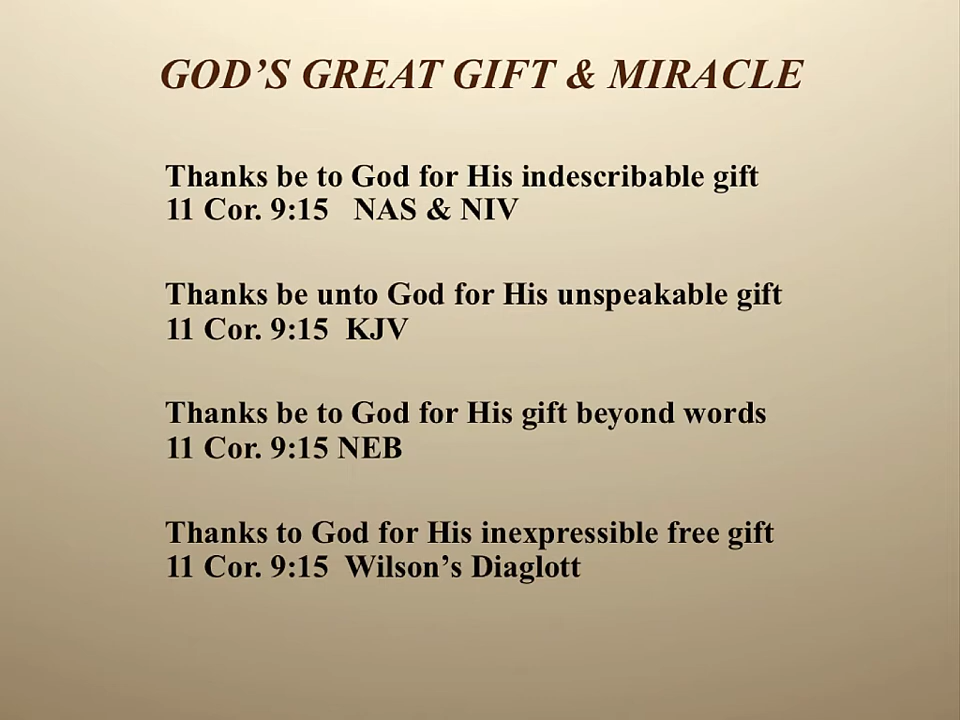 GOD’S GREAT GIFT & MIRACLE
Thanks be to God for His indescribable gift
11 Cor. 9:15 NAS & NIV
Thanks be unto God for His unspeakable gift
11 Cor. 9:15 KJV
Thanks be to God for His gift beyond words
11 Cor. 9:15 NEB
Thanks to God for His inexpressible free gift
11 Cor. 9:15 Wilson’s Diaglott